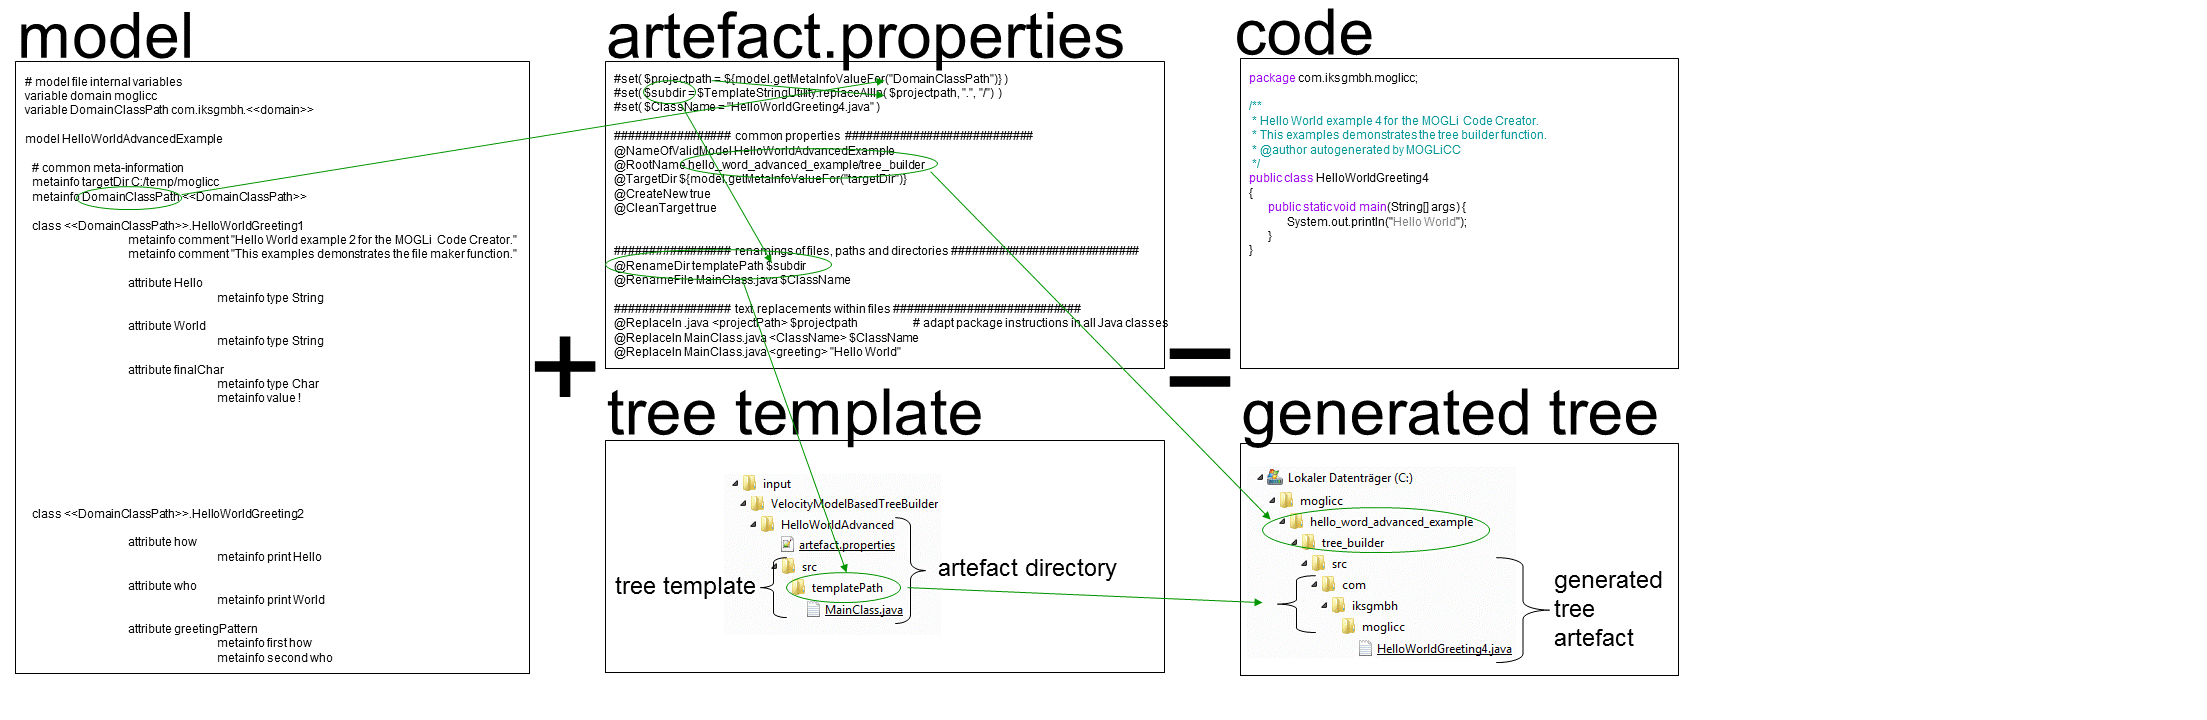 model
# model file internal variables
variable domain moglicc
variable DomainClassPath com.iksgmbh.<<domain>>
model HelloWorldAdvancedExample
# common meta-information
metainfo targetDir C:/temp/moglicc
metainfo DomainClassPath <<DomainClassPath>>
class <<DomainClassPath>>.HelloWorldGreeting1
metainfo comment "Hello World example 2 for the MOGLi Code Creator."
metainfo comment "This examples demonstrates the file maker function."
attribute Hello
metainfo type String
attribute World
metainfo type String
attribute finalChar
metainfo type Char
metainfo value !
class <<DomainClassPath>>.HelloWorldGreeting2
attribute how
metainfo print Hello
attribute who
metainfo print World
attribute greetingPattern
metainfo first how
metainfo second who
+
artefact.properties
#set( $projectpath = ${model.getMetaInfoValueFor("DomainClassPath")} )
#set( $subdir = $TemplateStringUtility.replaceAllIn( $projectpath, ".", "/") )
#set( $ClassName = "HelloWorldGreeting4.java" )
################# common properties ###########################
@NameOfValidModel HelloWorldAdvancedExample
@RootName hello_word_advanced_example/tree_builder
@TargetDir ${model.getMetaInfoValueFor("targetDir")}
@CreateNew true
@CleanTarget true
################# renamings of files, paths and directories ###########################
@RenameDir templatePath $subdir
@RenameFile MainClass.java $ClassName
################# text replacements within files ###########################
@ReplaceIn .java <projectPath> $projectpath # adapt package instructions in all Java classes
@ReplaceIn MainClass.java <ClassName> $ClassName
@ReplaceIn MainClass.java <greeting> "Hello World"
tree template
input
VelocityModelBasedTreeBuilder
HelloWorldAdvanced
artefact.properties
src
templatePath
MainClass.java
tree template
artefact directory
=
code
package com.iksgmbh.moglicc;
/**
* Hello World example 4 for the MOGLi Code Creator.
* This examples demonstrates the tree builder function.
* @author autogenerated by MOGLiCC
*/
public class HelloWorldGreeting4
{
public static void main(String[] args) {
System.out.println("Hello World");
}
}
generated tree
Lokaler Datenträger (C:)
moglicc
hello_word_advanced_example
tree_builder
src
com
iksgmbh
moglicc
HelloWorldGreeting4.java
generated
tree
artefact